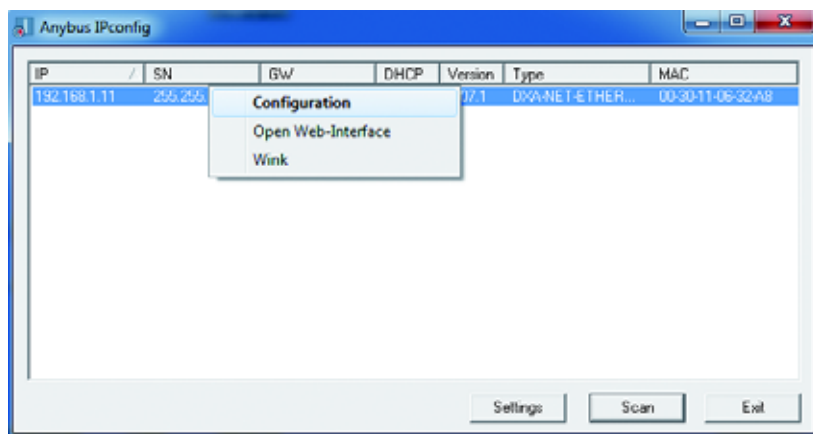 Anybus IPconfig
IP / SN GW DHCP Version Type MAC
192.168.1.11 255.255. 07.1 DXA-NET-ETHER... 00-30-11-06-32-A8
Configuration
Open Web-Interface
Wink
Settings Scan Exit